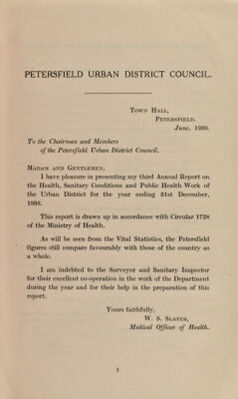 PETERSFIELD URBAN DISTRICT COUNCIL.
Town Hall,
Petersfield.
June, 1939.
To the Chairman and Members
of the Petersfield Urban District Council.
Madam and Gentlemen,
I have pleasure in presenting my third Annual Report on
the Health, Sanitary Conditions and Public Health Work of
the Urban District for the year ending 31st December,
1938.
This report is drawn up in accordance with Circular 1728
of the Ministry of Health.
As will be seen from the Vital Statistics, the Petersfield
figures still compare favourably with those of the country as
a whole.
I am indebted to the Surveyor and Sanitary Inspector
for their excellent co-operation in the work of the Department
during the year and for their help in the preparation of this
report.
Yours faithfully,
W. S. Slater,
Medical Officer of Health.